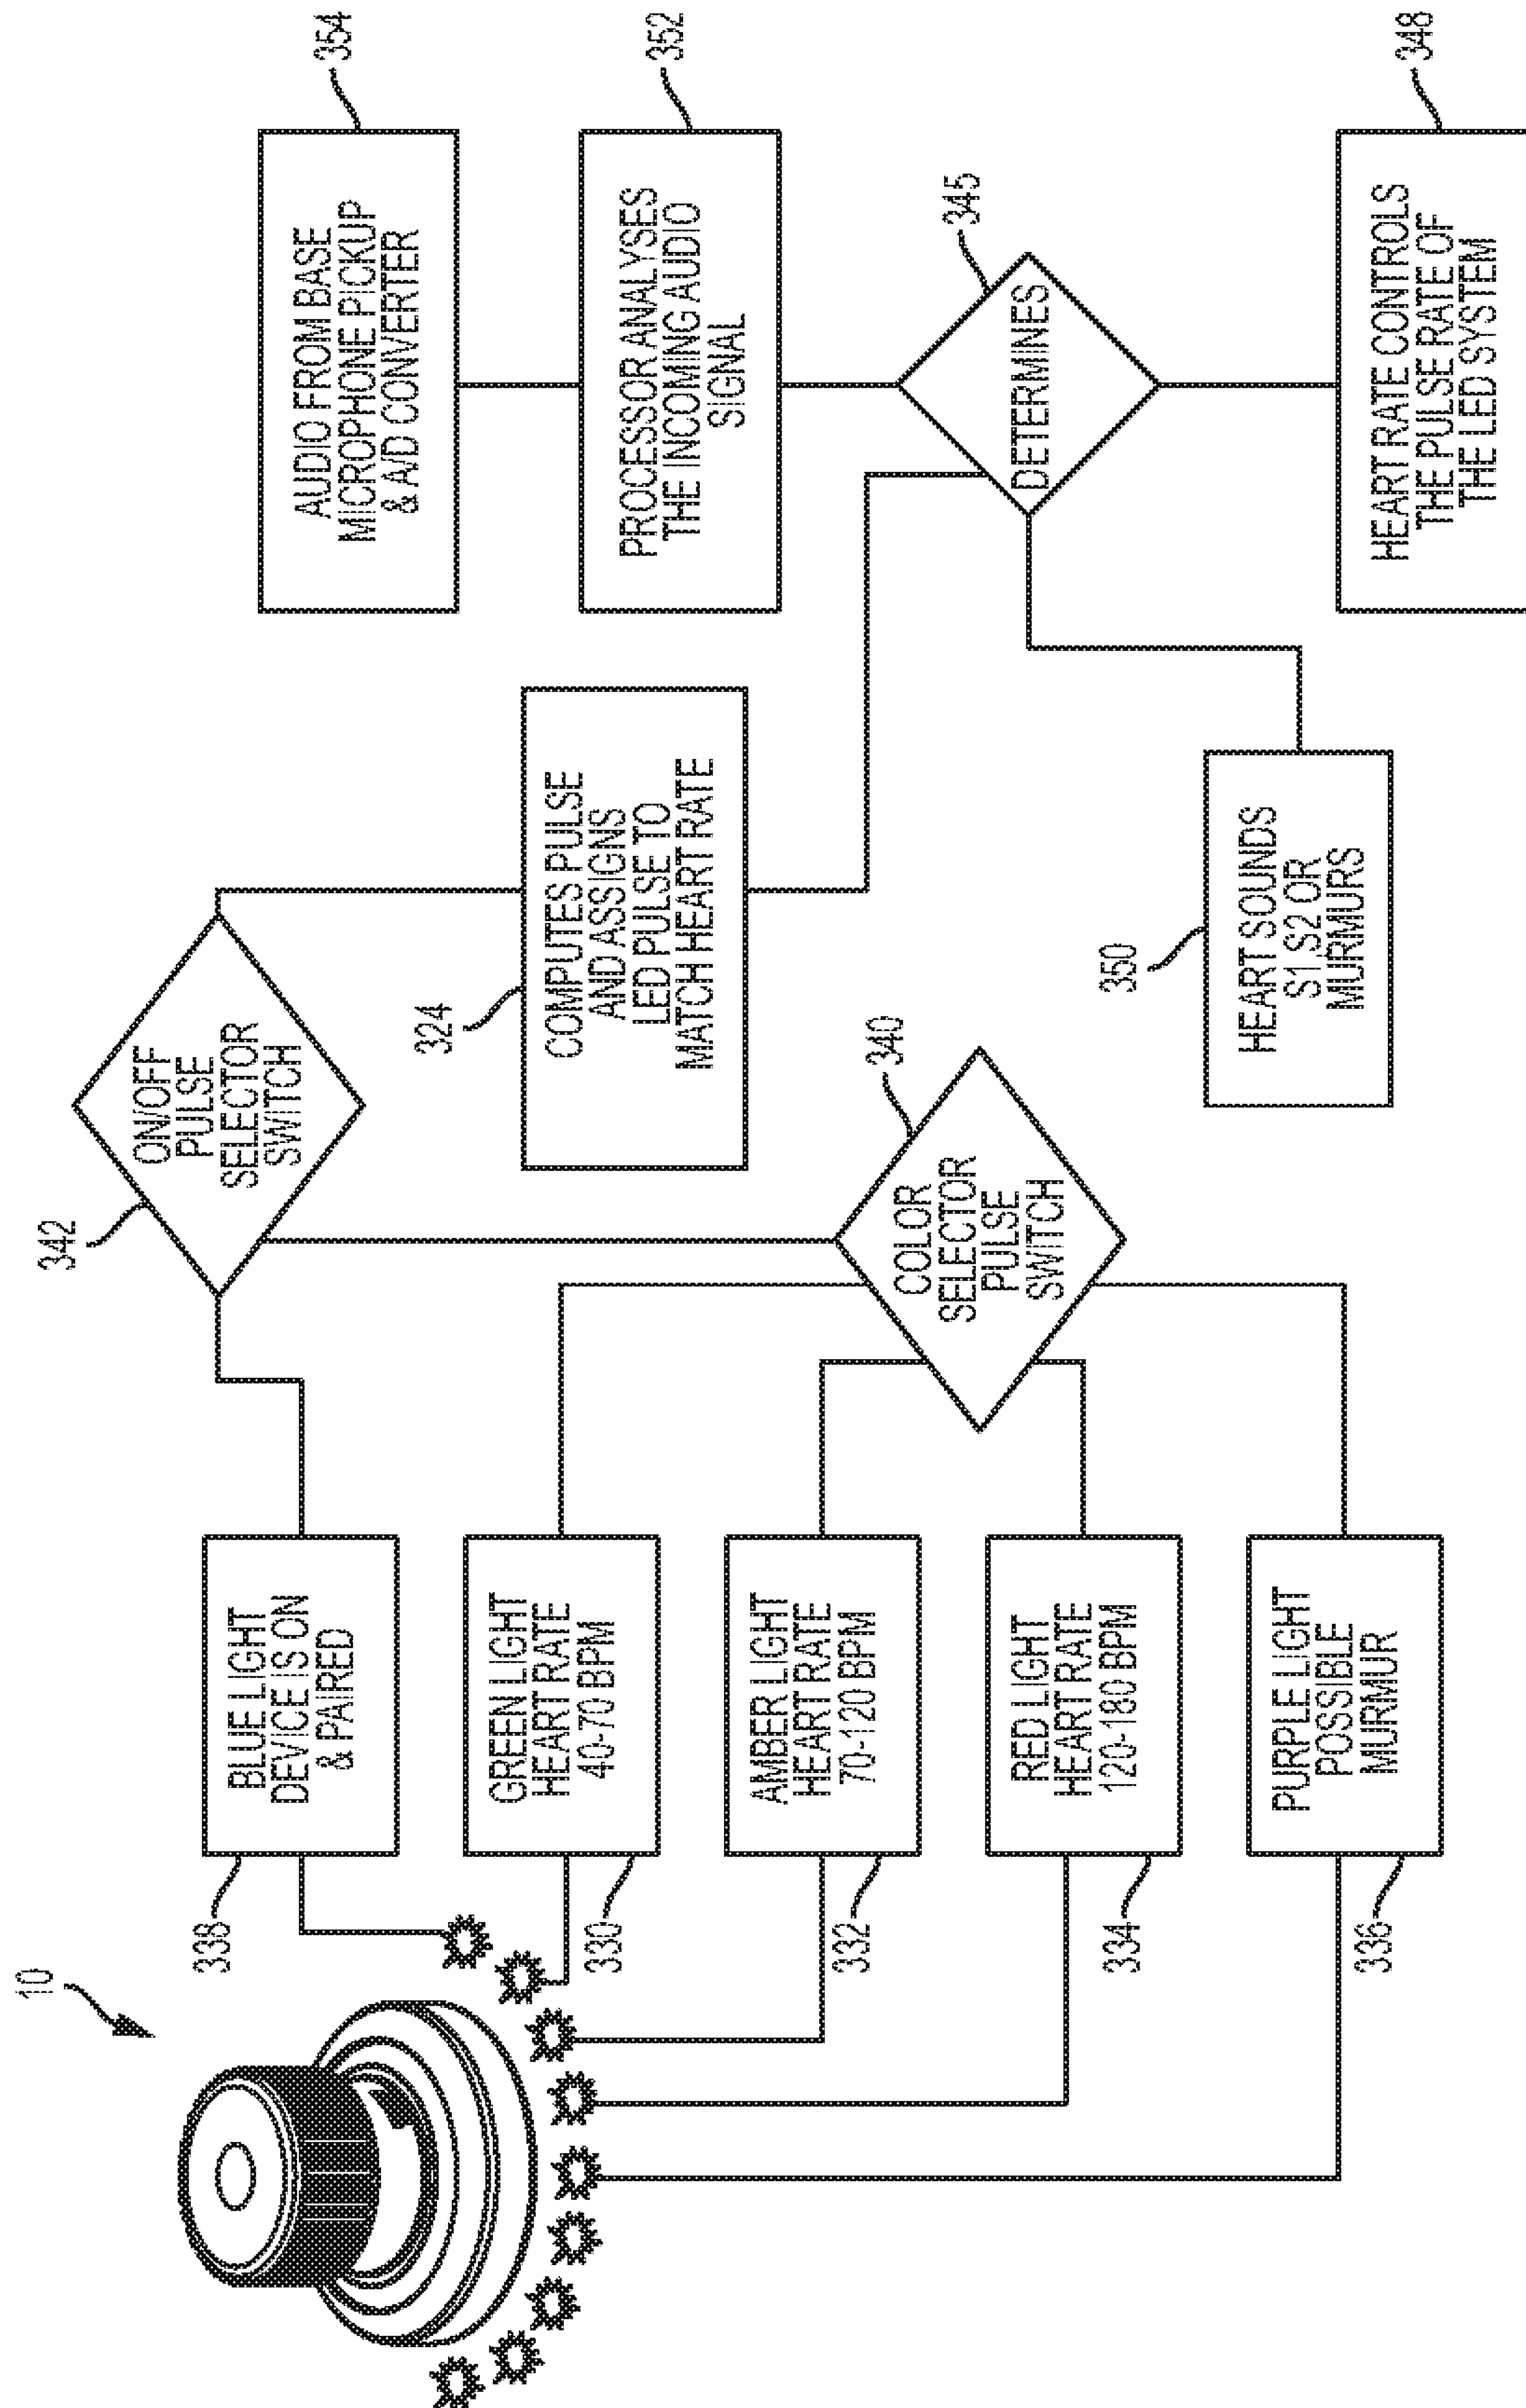 10
338
BLUE LIGHT
DEVICE IS ON
& PAIRED
330
GREEN LIGHT
HEART RATE
40-70 BPM
332
AMBER LIGHT
HEART RATE
70-120 BPM
334
RED LIGHT
HEART RATE
120-180 BPM
336
PURPLE LIGHT
POSSIBLE
MURMUR
342
ON/OFF
PULSE
SELECTOR
SWITCH
340
COLOR
SELECTOR
PULSE
SWITCH
324
COMPUTES PULSE
AND ASSIGNS
LED PULSE TO
MATCH HEART RATE
350
HEART SOUNDS
S1,S2 OR
MURMURS
354
AUDIO FROM BASE
MICROPHONE PICKUP
& A/D CONVERTER
352
PROCESSOR ANALYSES
THE INCOMING AUDIO
SIGNAL
345
DETERMINES
348
HEART RATE CONTROLS
THE PULSE RATE OF
THE LED SYSTEM